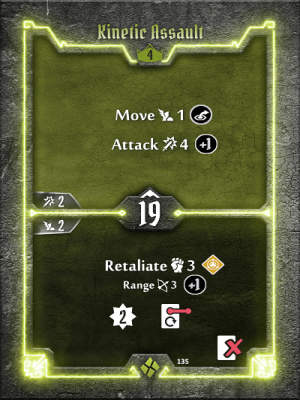 Kinetic Assault
4
Move 1
Attack 4 +1
2
19
2
Retaliate 3
Range 3 +1
2
135